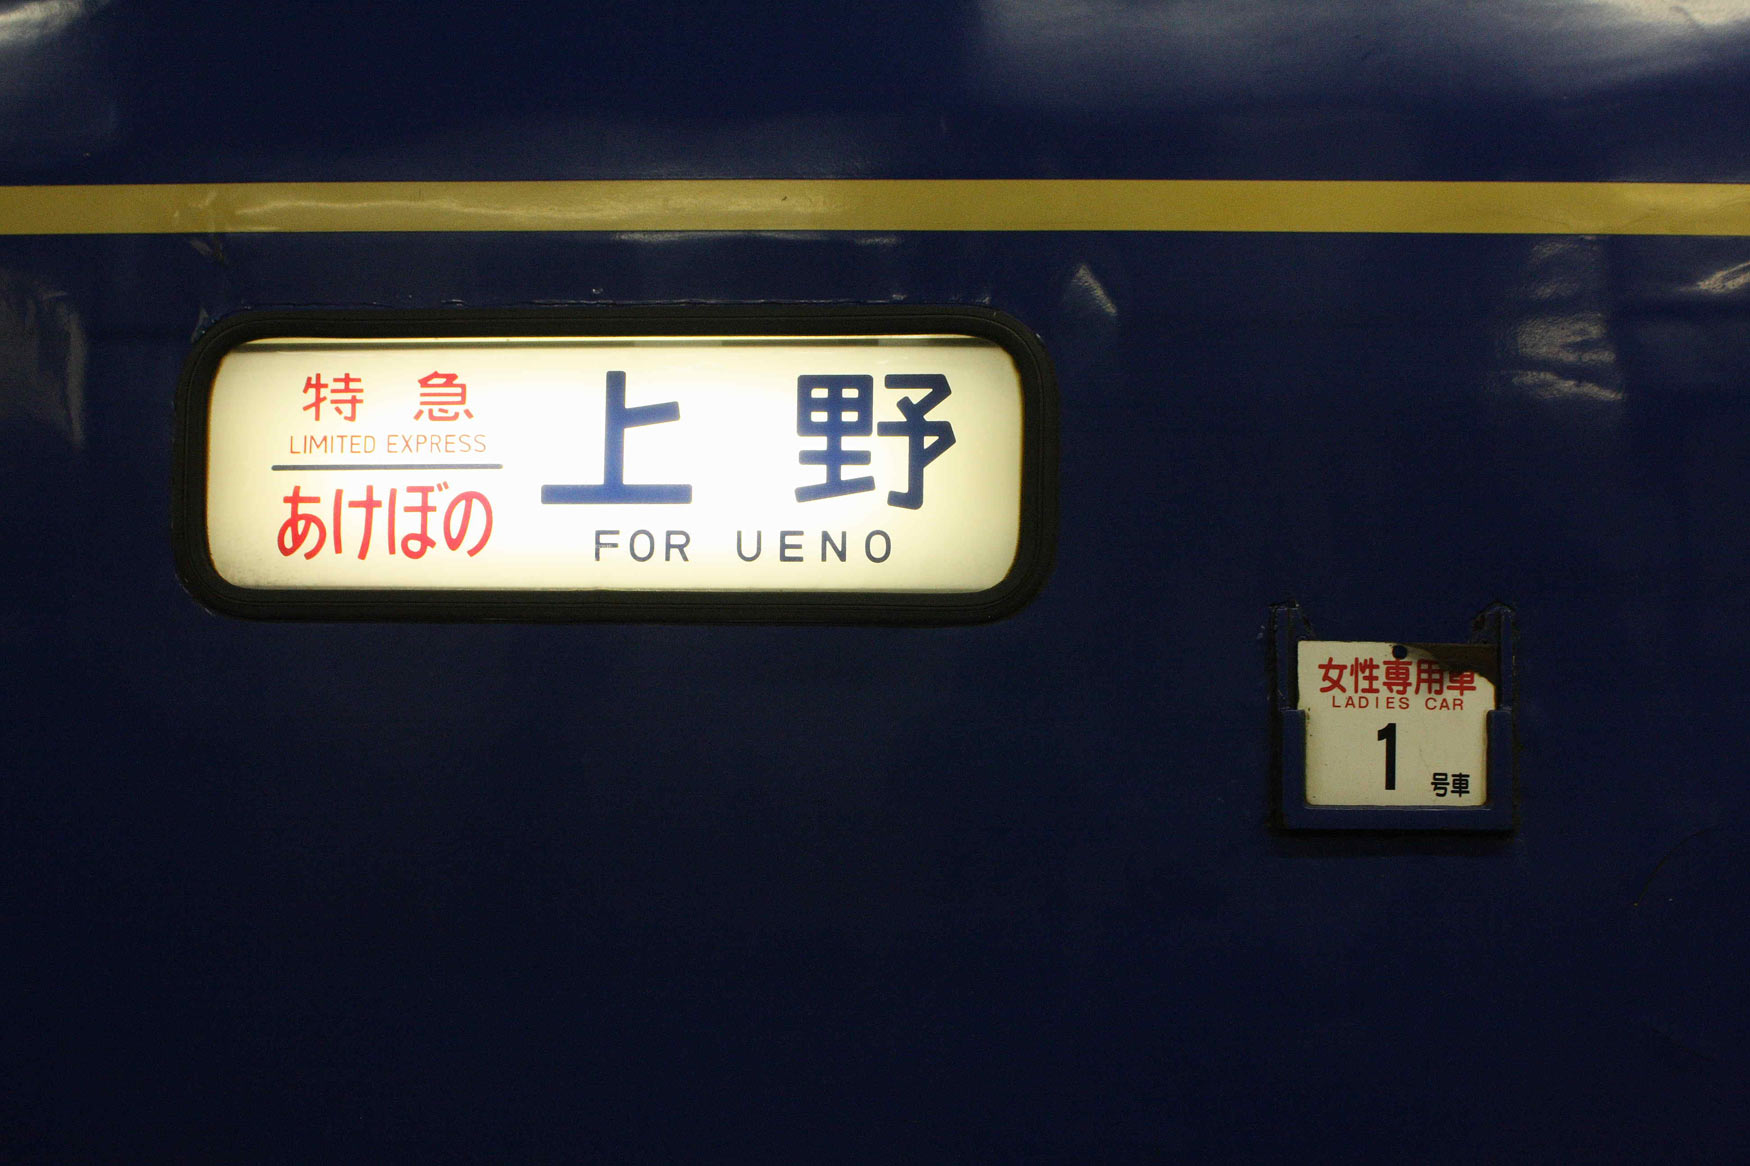 特急
LIMITED EXPRESS
あけぼの
上野
FOR UENO
女性専用車
LADIES CAR
1
号車